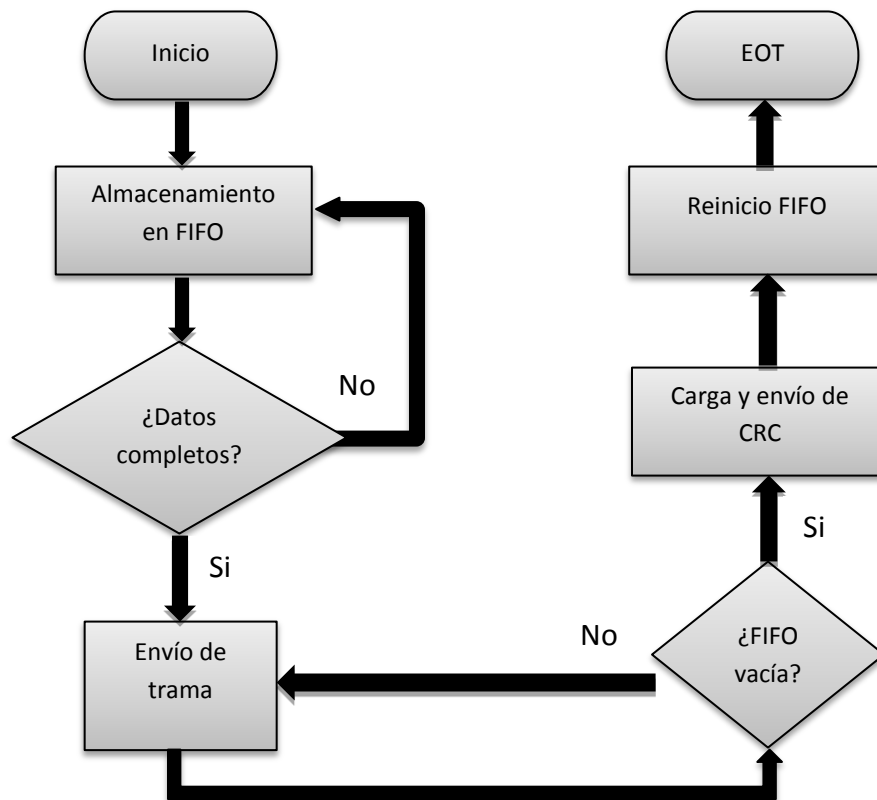 Inicio
Almacenamiento
en FIFO
¿Datos
completos?
No
Si
Envío de
trama
No
¿FIFO
vacía?
Si
Carga y envío de
CRC
Reinicio FIFO
EOT